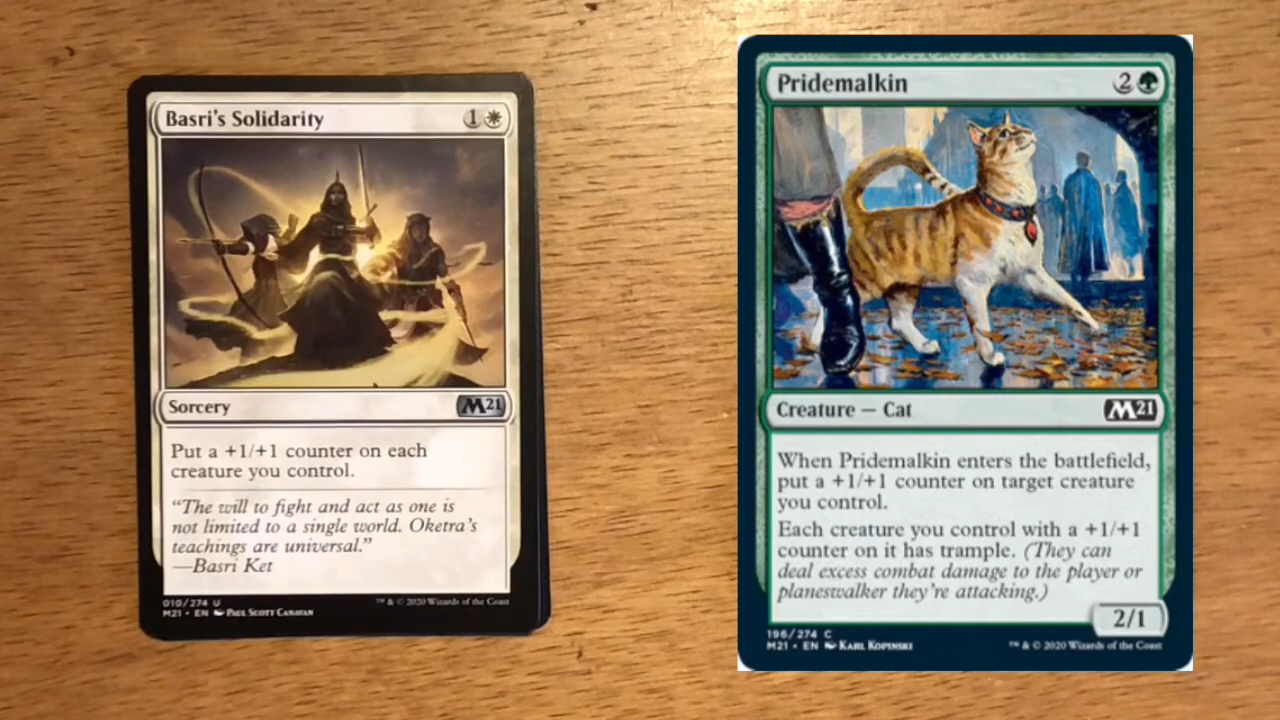 Basri's Solidarity
1
Sorcery
M21
Put a +1/+1 counter on each
creature you control.
“The will to fight and act as one is
not limited to a single world. Oketra’s
teachings are universal.”
—Basri Ket
010/274 U
M21 • EN Paul Scott Canavan
™ & © 2020 Wizards of the Coast
Pridemalkin
2
Creature — Cat
M21
When Pridemalkin enters the battlefield,
put a +1/+1 counter on target creature
you control.
Each creature you control with a +1/+1
counter on it has trample. (They can
deal excess combat damage to the player or
planeswalker they’re attacking.)
2/1
196/274 C
M21 • EN Karl Kopinski
™ & © 2020 Wizards of the Coast